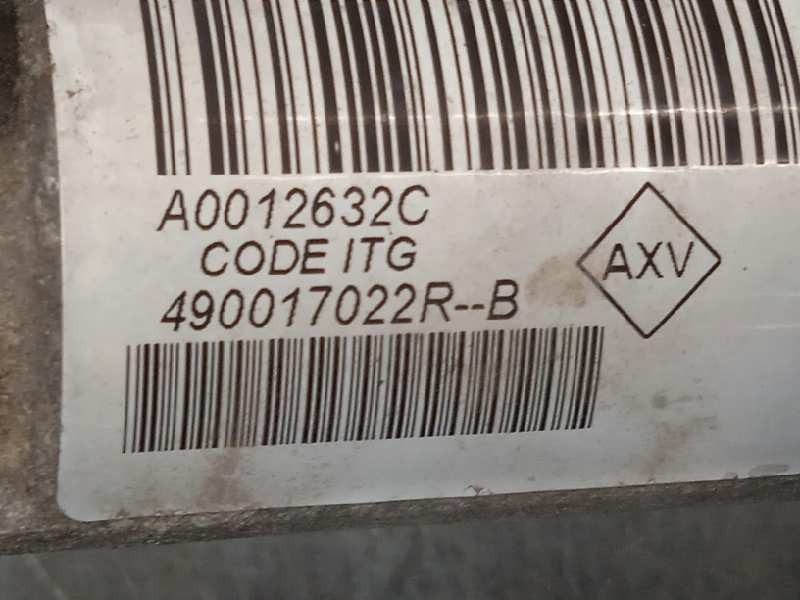 A0012632C
CODE ITG
490017022R--B
AXV